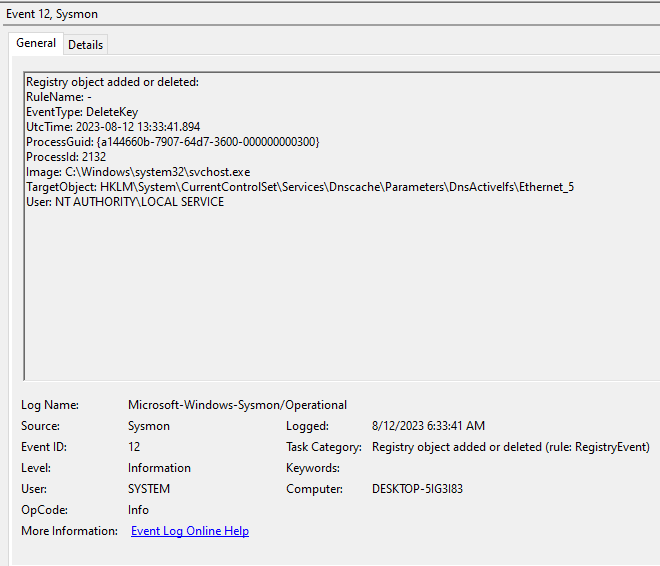 Event 12, Sysmon
General Details
Registry object added or deleted:
RuleName: -
EventType: DeleteKey
UtcTime: 2023-08-12 13:33:41.894
ProcessGuid: {a144660b-7907-64d7-3600-000000000300}
ProcessId: 2132
Image: C:\Windows\system32\svchost.exe
TargetObject: HKLM\System\CurrentControlSet\Services\Dnscache\Parameters\DnsActiveIfs\Ethernet_5
User: NT AUTHORITY\LOCAL SERVICE
Log Name: Microsoft-Windows-Sysmon/Operational
Source: Sysmon Logged: 8/12/2023 6:33:41 AM
Event ID: 12 Task Category: Registry object added or deleted (rule: RegistryEvent)
Level: Information Keywords:
User: SYSTEM Computer: DESKTOP-5IG3I83
OpCode: Info
More Information: Event Log Online Help